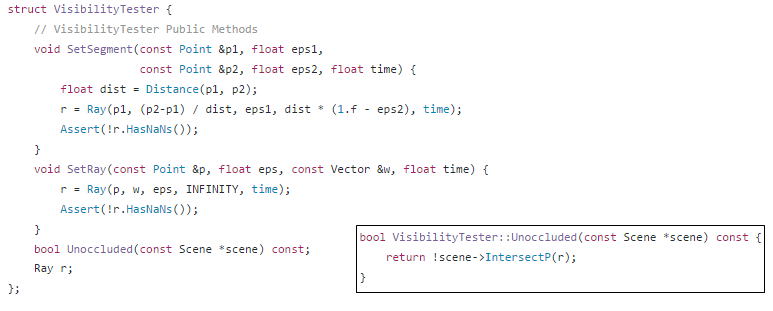 struct VisibilityTester {
    // VisibilityTester Public Methods
    void SetSegment(const Point &p1, float eps1,
                    const Point &p2, float eps2, float time) {
        float dist = Distance(p1, p2);
        r = Ray(p1, (p2-p1) / dist, eps1, dist * (1.f - eps2), time);
        Assert(!r.HasNaNs());
    }
    void SetRay(const Point &p, float eps, const Vector &w, float time) {
        r = Ray(p, w, eps, INFINITY, time);
        Assert(!r.HasNaNs());
    }
    bool Unoccluded(const Scene *scene) const;
    Ray r;
};
bool VisibilityTester::Unoccluded(const Scene *scene) const {
    return !scene->IntersectP(r);
}